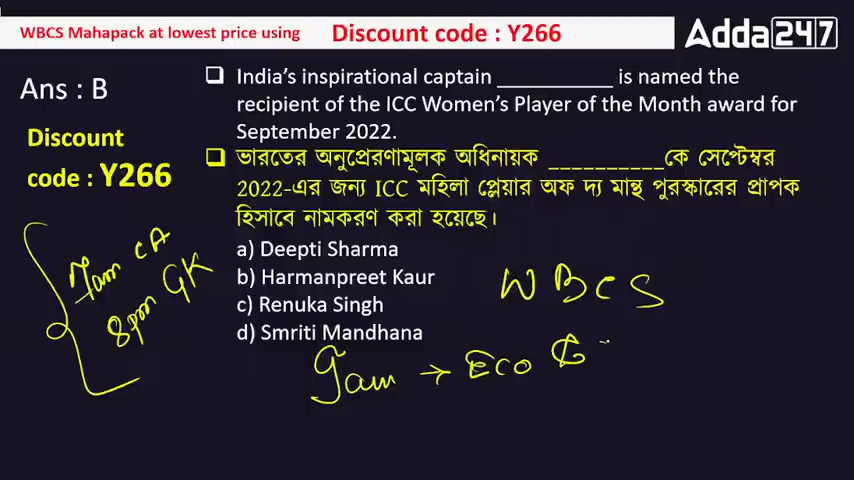 WBCS Mahapack at lowest price using Discount code : Y266
Adda247
Ans : B
Discount
code : Y266
India's inspirational captain __________ is named the
recipient of the ICC Women's Player of the Month award for
September 2022.
ভারতের অনুপ্রেরণামূলক অধিনায়ক __________কে সেপ্টেম্বর
2022-এর জন্য ICC মহিলা প্লেয়ার অফ দ্য মান্থ পুরস্কারের প্রাপক
হিসাবে নামকরণ করা হয়েছে।
a) Deepti Sharma
b) Harmanpreet Kaur
c) Renuka Singh
d) Smriti Mandhana
7am CA
8pm GK
WBCS
9am → Eco